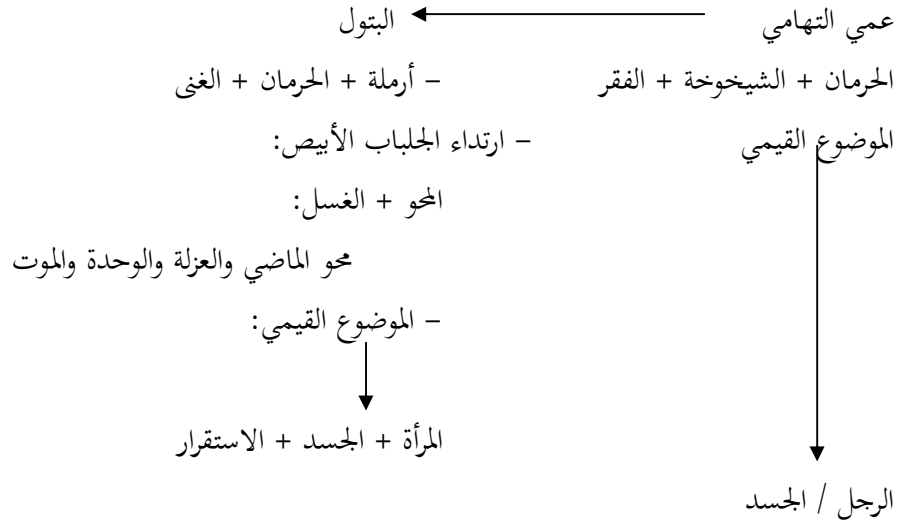 عمي التهامي البتول
الحرمان + الشيخوخة + الفقر – أرملة + الحرمان + الغنى
الموضوع القيمي – ارتداء الجلباب الأبيص:
المحو + الغسل:
محو الماضي والعزلة والوحدة والموت
– الموضوع القيمي:
المرأة + الجسد + الاستقرار
الرجل / الجسد